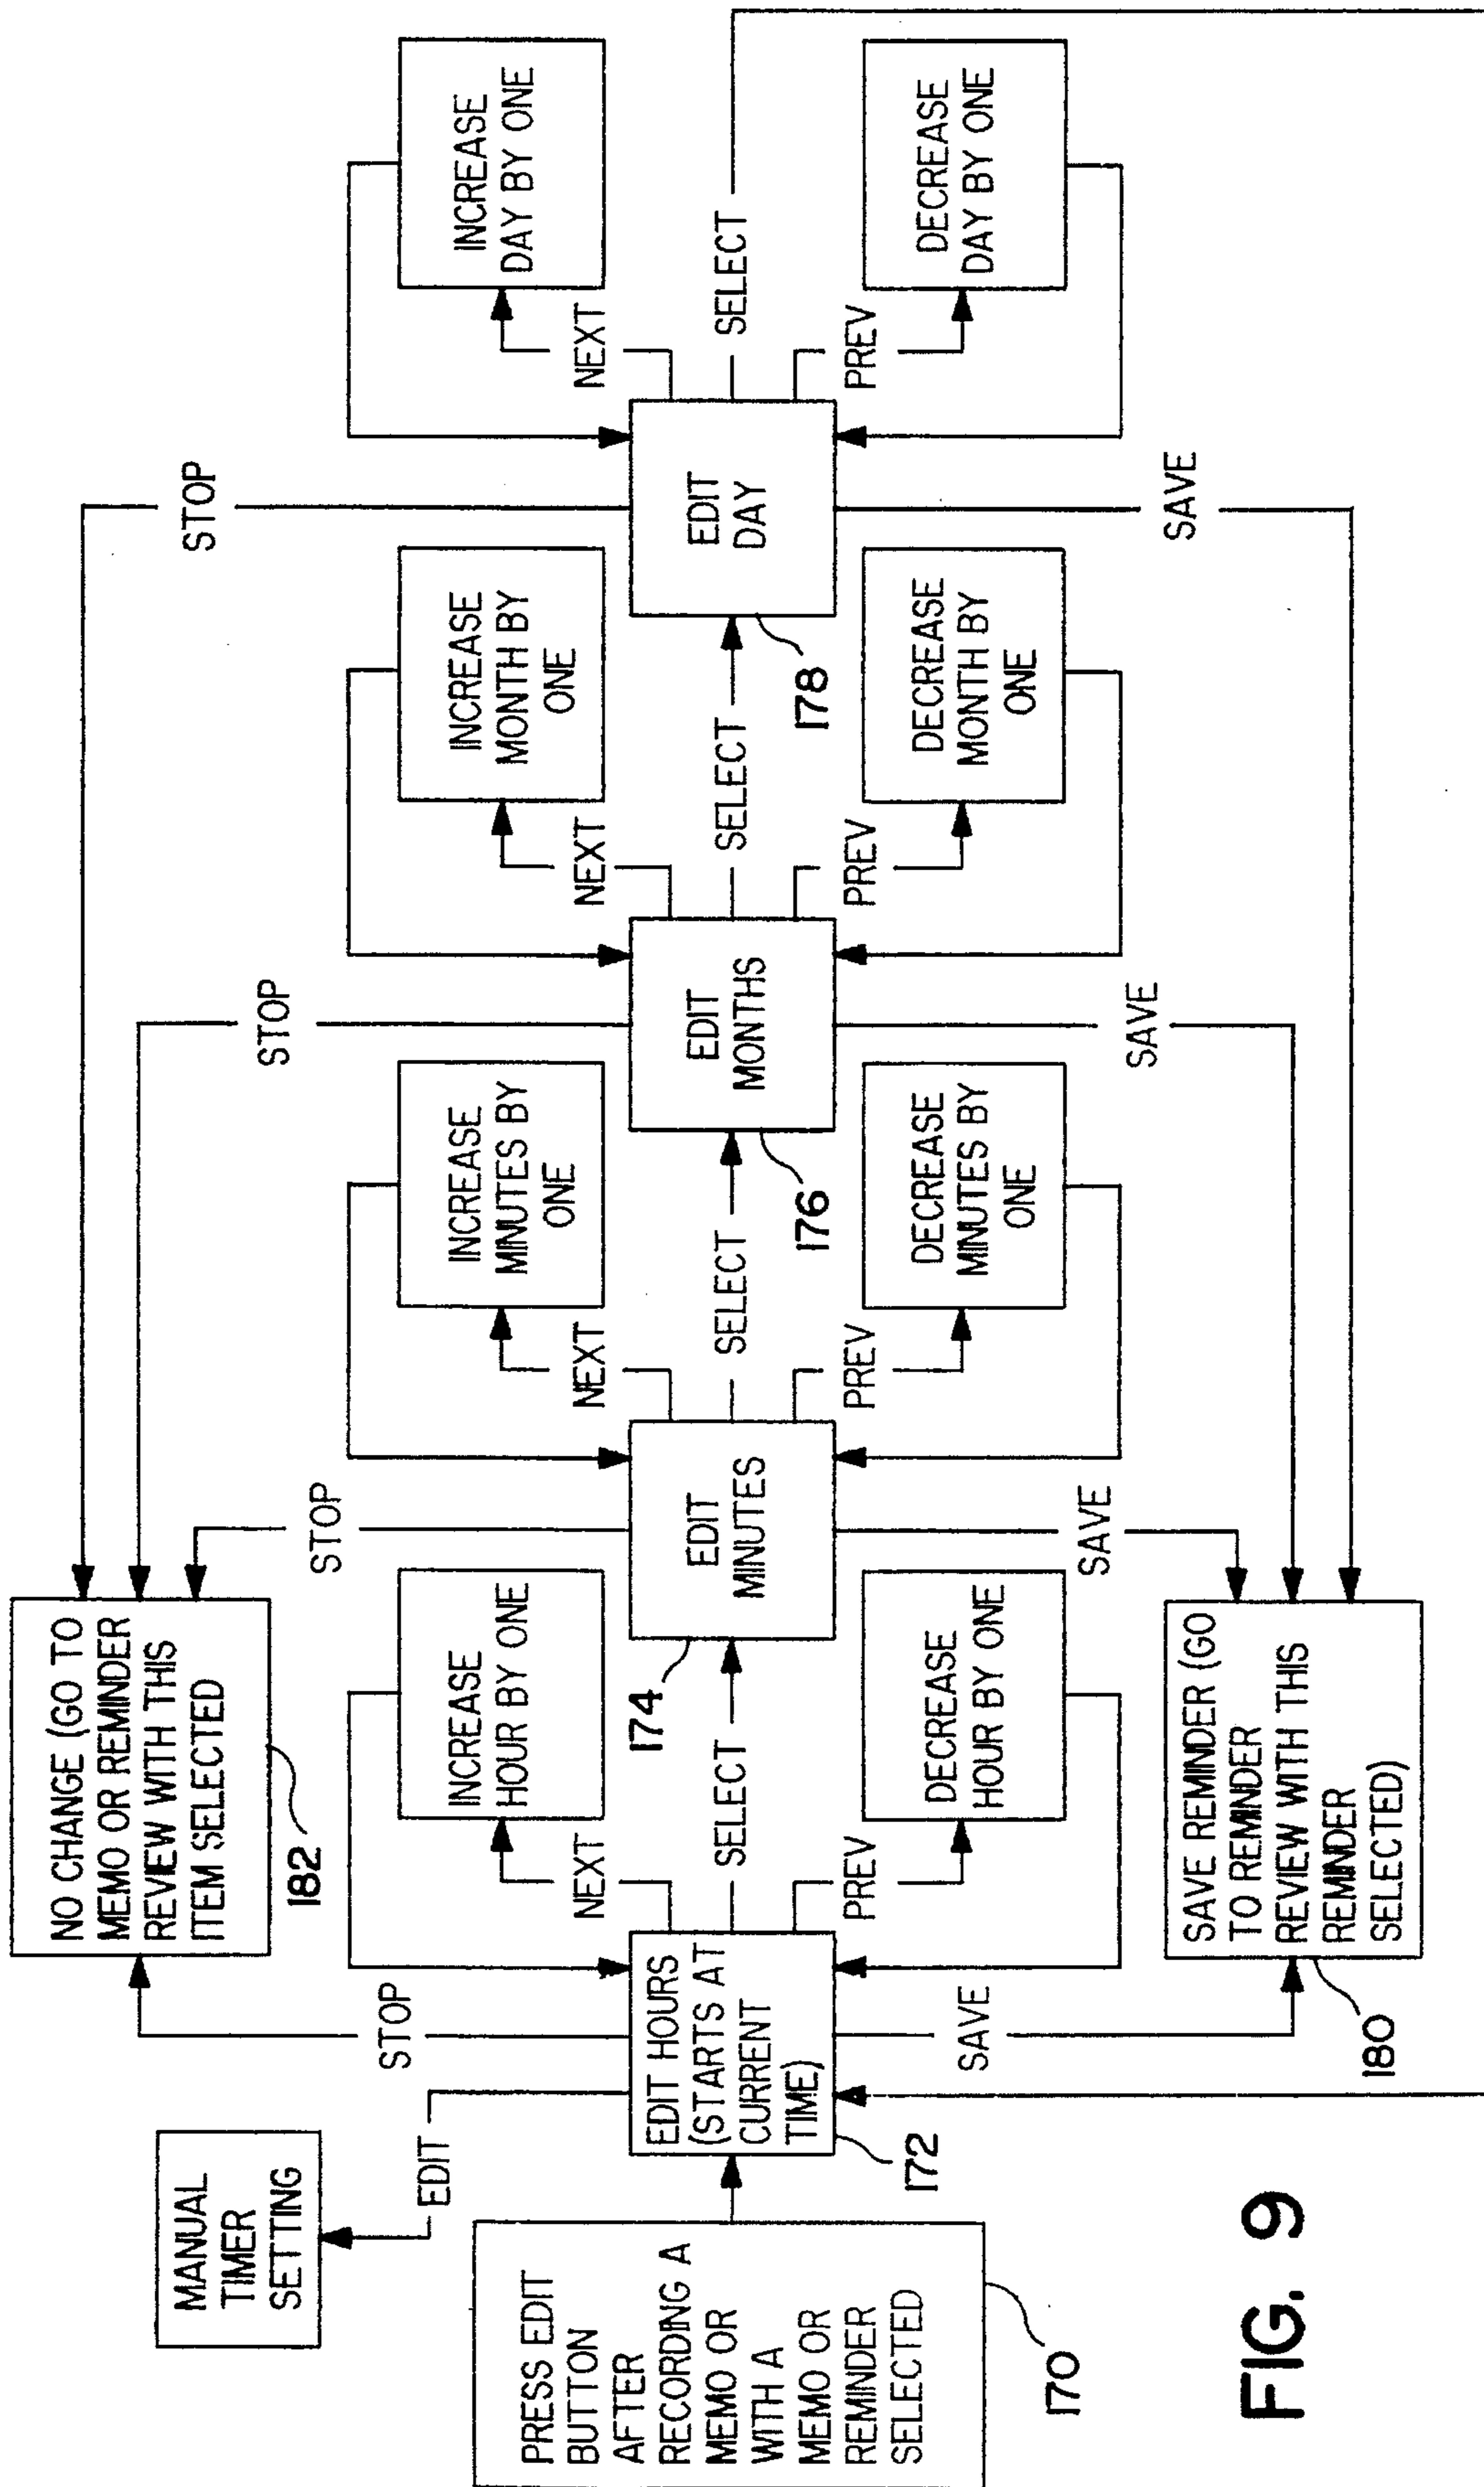 PRESS EDIT
BUTTON
AFTER
RECORDING A
MEMO OR
WITH A
MEMO OR
REMINDER
SELECTED
170
MANUAL
TIMER
SETTING
EDIT
EDIT HOURS
(STARTS AT
CURRENT
TIME)
172
STOP
NO CHANGE (GO TO
MEMO OR REMINDER
REVIEW WITH THIS
ITEM SELECTED
182
NEXT
INCREASE
HOUR BY ONE
SELECT
PREV
DECREASE
HOUR BY ONE
SAVE
SAVE REMINDER (GO
TO REMINDER
REVIEW WITH THIS
REMINDER
SELECTED)
180
174
EDIT
MINUTES
STOP
NEXT
INCREASE
MINUTES BY
ONE
SELECT
PREV
DECREASE
MINUTES BY
ONE
SAVE
176
EDIT
MONTHS
STOP
NEXT
INCREASE
MONTH BY
ONE
SELECT
PREV
DECREASE
MONTH BY
ONE
SAVE
178
EDIT
DAY
STOP
NEXT
INCREASE
DAY BY ONE
SELECT
PREV
DECREASE
DAY BY ONE
SAVE
FIG. 9